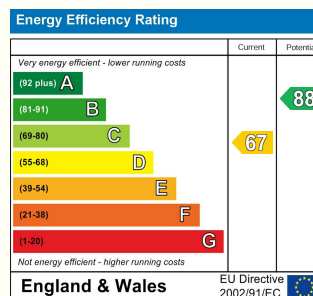 Energy Efficiency Rating
Current
Very energy efficient - lower running costs
(92 plus) A
(81-91) B
88
(69-80) C
67
(55-68) D
(39-54) E
(21-38) F
(1-20) G
Not energy efficient - higher running costs
England & Wales
EU Directive
2002/91/EC